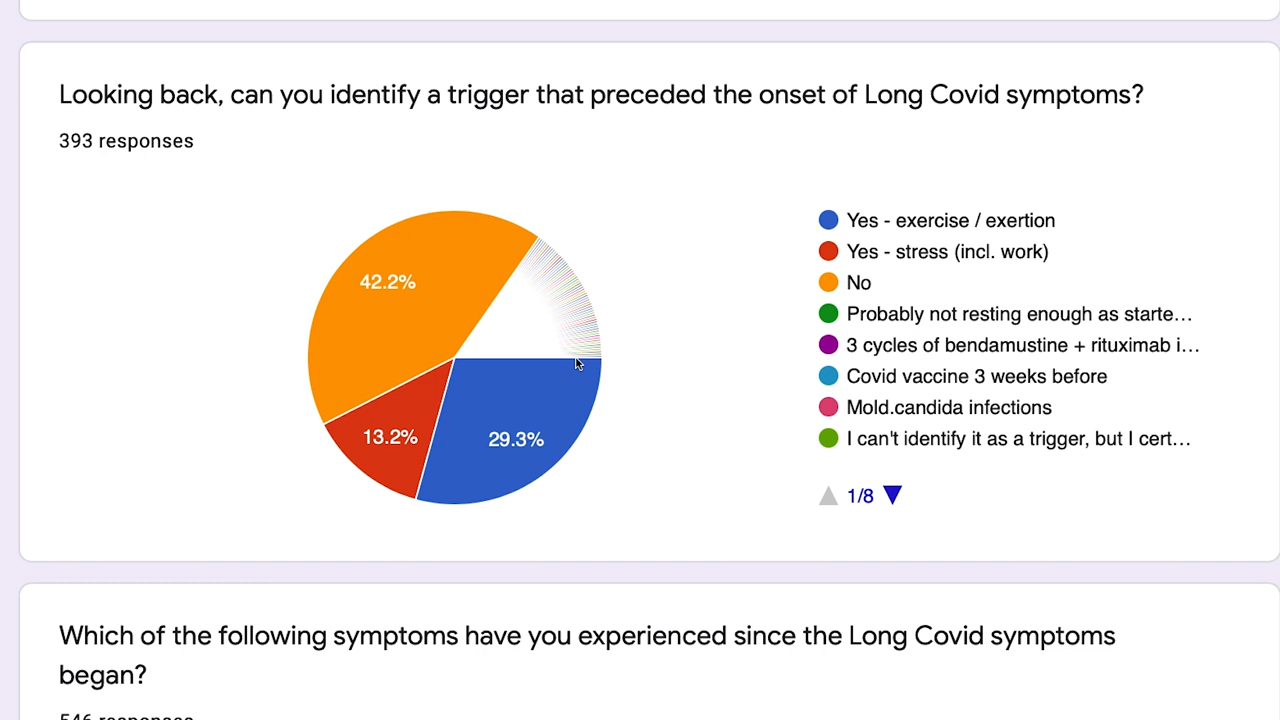 Looking back, can you identify a trigger that preceded the onset of Long Covid symptoms?
393 responses
42.2%
13.2%
29.3%
Yes - exercise / exertion
Yes - stress (incl. work)
No
Probably not resting enough as starte…
3 cycles of bendamustine + rituximab i…
Covid vaccine 3 weeks before
Mold.candida infections
I can't identify it as a trigger, but I cert…
1/8
Which of the following symptoms have you experienced since the Long Covid symptoms
began?
546 responses